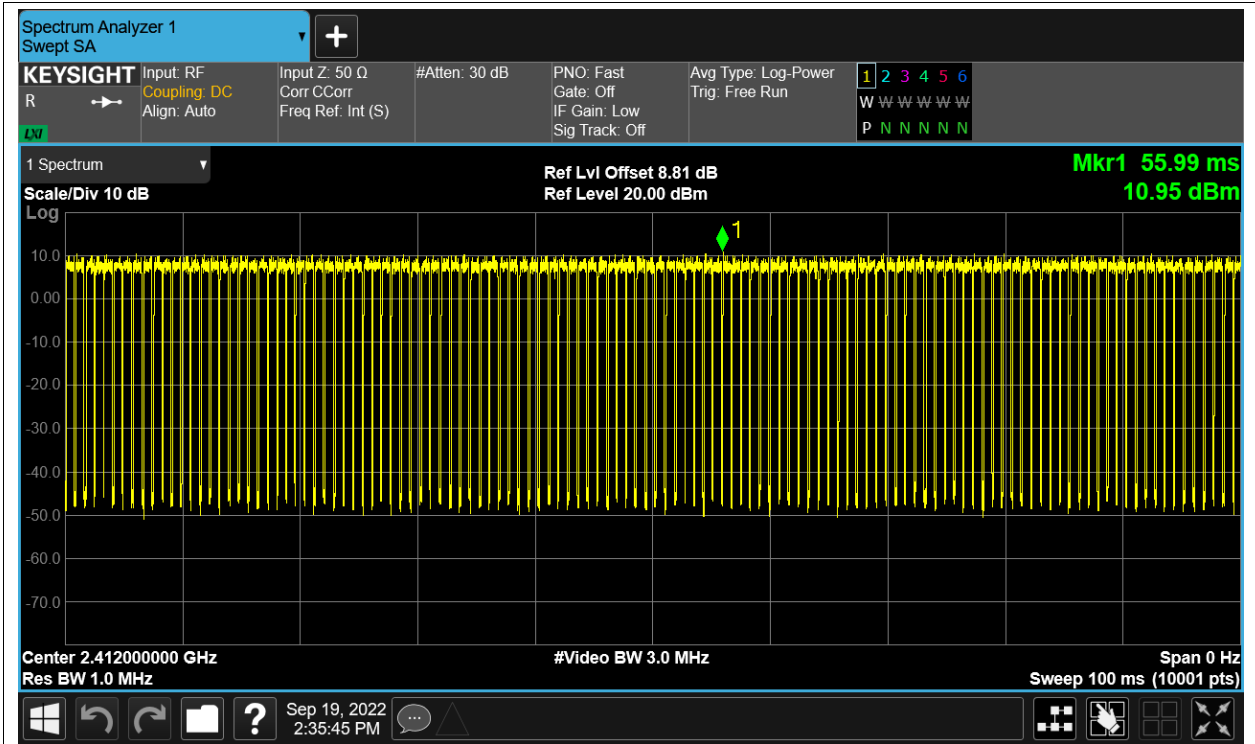 Spectrum Analyzer 1
Swept SA
KEYSIGHT
R
LXI
Input: RF
Coupling: DC
Align: Auto
Input Z: 50 Ω
Corr CCorr
Freq Ref: Int (S)
#Atten: 30 dB
PNO: Fast
Gate: Off
IF Gain: Low
Sig Track: Off
Avg Type: Log-Power
Trig: Free Run
1 2 3 4 5 6
W W W W W W
P N N N N N
1 Spectrum
Scale/Div 10 dB
Log
Ref Lvl Offset 8.81 dB
Ref Level 20.00 dBm
Mkr1 55.99 ms
10.95 dBm
1
10.0
0.00
-10.0
-20.0
-30.0
-40.0
-50.0
-60.0
-70.0
Center 2.412000000 GHz
Res BW 1.0 MHz
#Video BW 3.0 MHz
Span 0 Hz
Sweep 100 ms (10001 pts)
?
Sep 19, 2022
2:35:45 PM